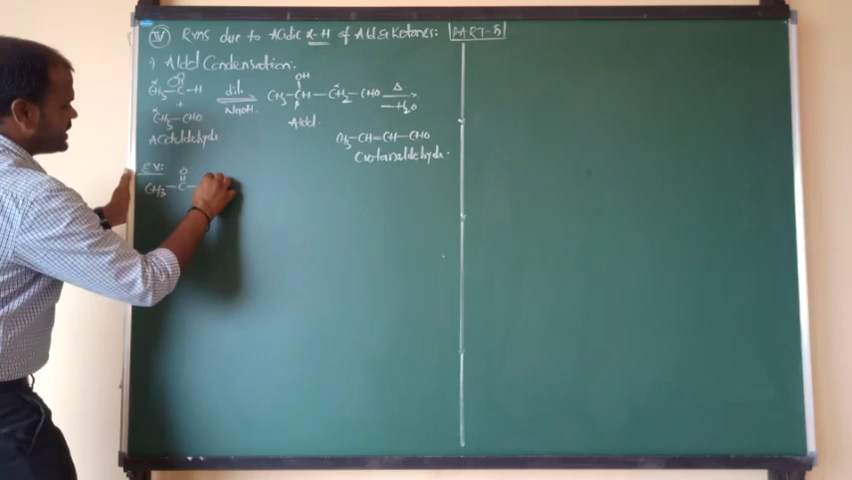 IV Rxns due to Acidic α-H of Ald & Ketones: PART-5
i) Aldol Condensation.
O
CH3-C-H
+
CH3-CHO
Acetaldehyde
dil.
NaOH
OH
CH3-CH-CH2-CHO
Aldol
Δ
-H2O
CH3-CH=CH-CHO
Crotonaldehyde.
Ex:
O
CH3-C-